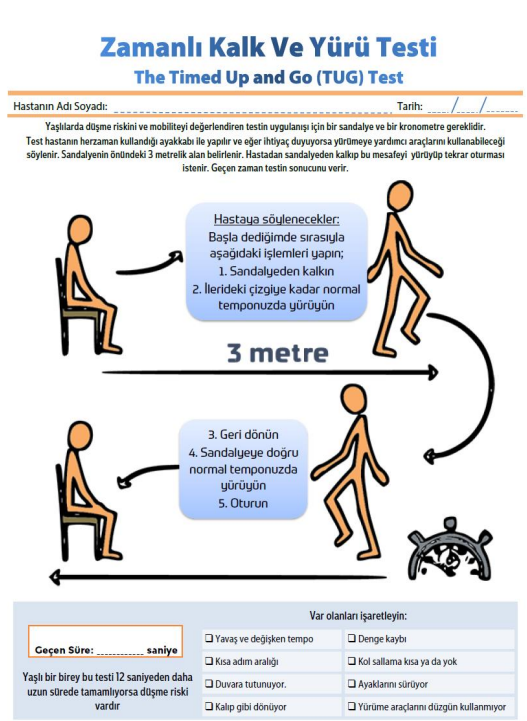 Zamanlı Kalk Ve Yürü Testi
The Timed Up and Go (TUG) Test
Hastanın Adı Soyadı: _ _ _ _ _ _ _ _ _ _ Tarih: ____/____/____
Yaşlılarda düşme riskini ve mobiliteyi değerlendiren testin uygulanışı için bir sandalye ve bir kronometre gereklidir.
Test hastanın herzaman kullandığı ayakkabı ile yapılır ve eğer ihtiyaç duyuyorsa yürümeye yardımcı araçlarını kullanabileceği
söylenir. Sandalyenin önündeki 3 metrelik alan belirlenir. Hastadan sandalyeden kalkıp bu mesafeyi yürüyüp tekrar oturması
istenir. Geçen zaman testin sonucunu verir.
Hastaya söylenecekler:
Başla dediğimde sırasıyla
aşağıdaki işlemleri yapın;
1. Sandalyeden kalkın
2. İlerideki çizgiye kadar normal
temponuzda yürüyün
3 metre
3. Geri dönün
4. Sandalyeye doğru
normal temponuzda
yürüyün
5. Oturun
Var olanları işaretleyin:
Geçen Süre: ____________ saniye
Yaşlı bir birey bu testi 12 saniyeden daha
uzun sürede tamamlıyorsa düşme riski
vardır
❑ Yavaş ve değişken tempo ❑ Denge kaybı
❑ Kısa adım aralığı ❑ Kol sallama kısa ya da yok
❑ Duvara tutunuyor. ❑ Ayaklarını sürüyor
❑ Kalıp gibi dönüyor ❑ Yürüme araçlarını düzgün kullanmıyor